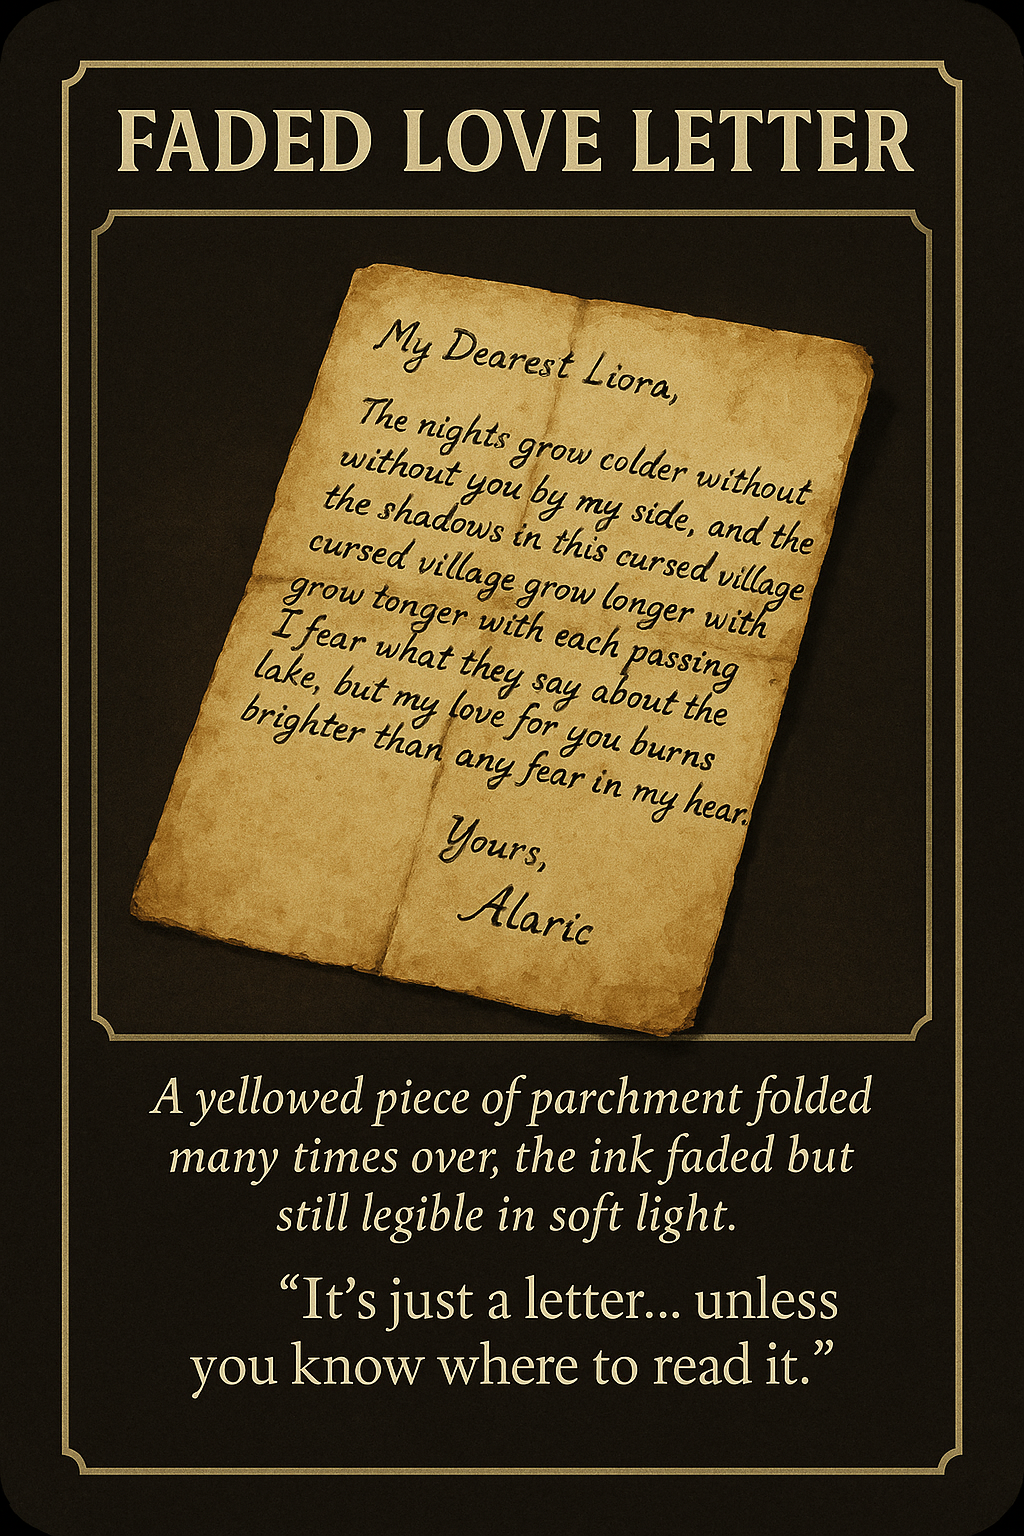 FADED LOVE LETTER
My Dearest Liora,
The nights grow colder without
without you by my side, and the
the shadows in this cursed village
cursed village grow longer with
grow tonger with each passing
I fear what they say about the
lake, but my love for you burns
brighter than any fear in my hear.
Yours,
Alaric
A yellowed piece of parchment folded
many times over, the ink faded but
still legible in soft light.
“It’s just a letter... unless
you know where to read it.”